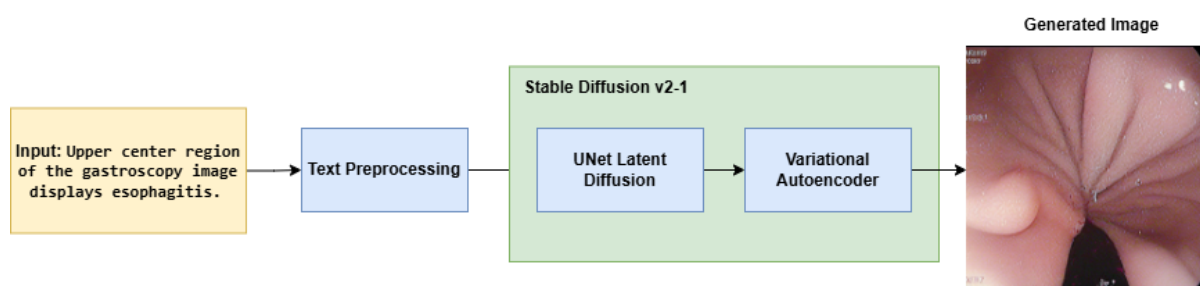 Generated Image
Stable Diffusion v2-1
Input: Upper center region
of the gastroscopy image
displays esophagitis.
Text Preprocessing
UNet Latent
Diffusion
Variational
Autoencoder